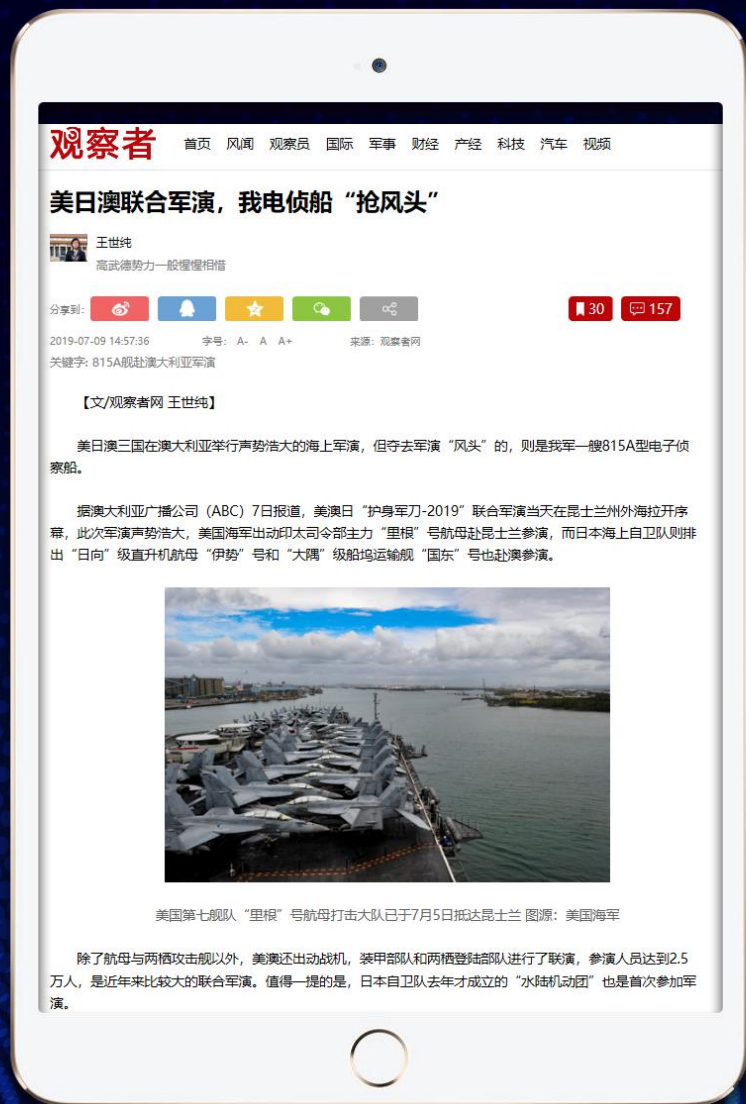 观察者
首页 风闻 观察员 国际 军事 财经 产经 科技 汽车 视频
美日澳联合军演，我电侦船“抢风头”
王世纯
高武德势力一般惺惺相惜
分享到:
30 157
2019-07-09 14:57:36 字号: A- A A+ 来源: 观察者网
关键字: 815A舰赴澳大利亚军演
【文/观察者网 王世纯】
美日澳三国在澳大利亚举行声势浩大的海上军演，但夺去军演“风头”的，则是我军一艘815A型电子侦
察船。
据澳大利亚广播公司（ABC）7日报道，美澳日“护身军刀-2019”联合军演当天在昆士兰州外海拉开序
幕，此次军演声势浩大，美国海军出动印太司令部主力“里根”号航母赴昆士兰参演，而日本海上自卫队则排
出“日向”级直升机航母“伊势”号和“大隅”级船坞运输舰“国东”号也赴澳参演。
美国第七舰队“里根”号航母打击大队已于7月5日抵达昆士兰 图源：美国海军
除了航母与两栖攻击舰以外，美澳还出动战机，装甲部队和两栖登陆部队进行了联演，参演人员达到2.5
万人，是近年来比较大的联合军演。值得一提的是，日本自卫队去年才成立的“水陆机动团”也是首次参加军
演。